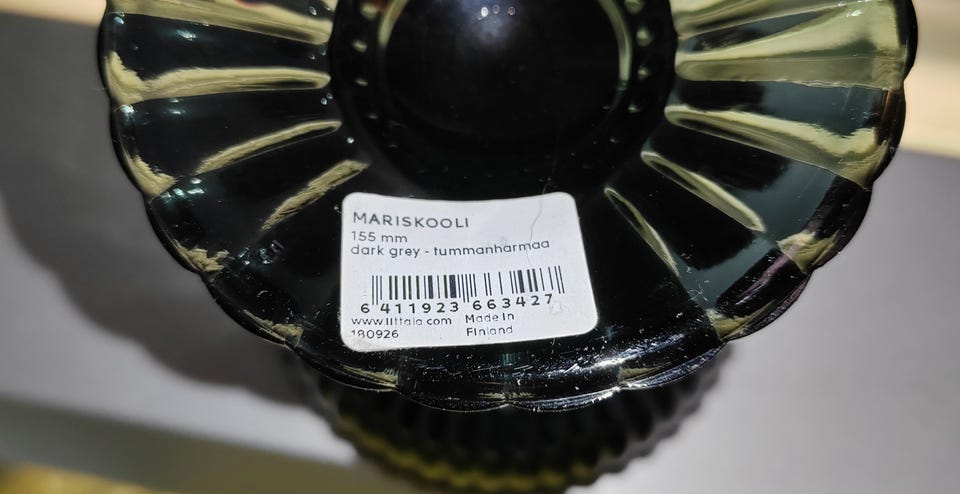 MARISKOOLI
155 mm
dark grey - tummanharmaa
6 411923 663427
www.iittala.com Made in
180926 Finland